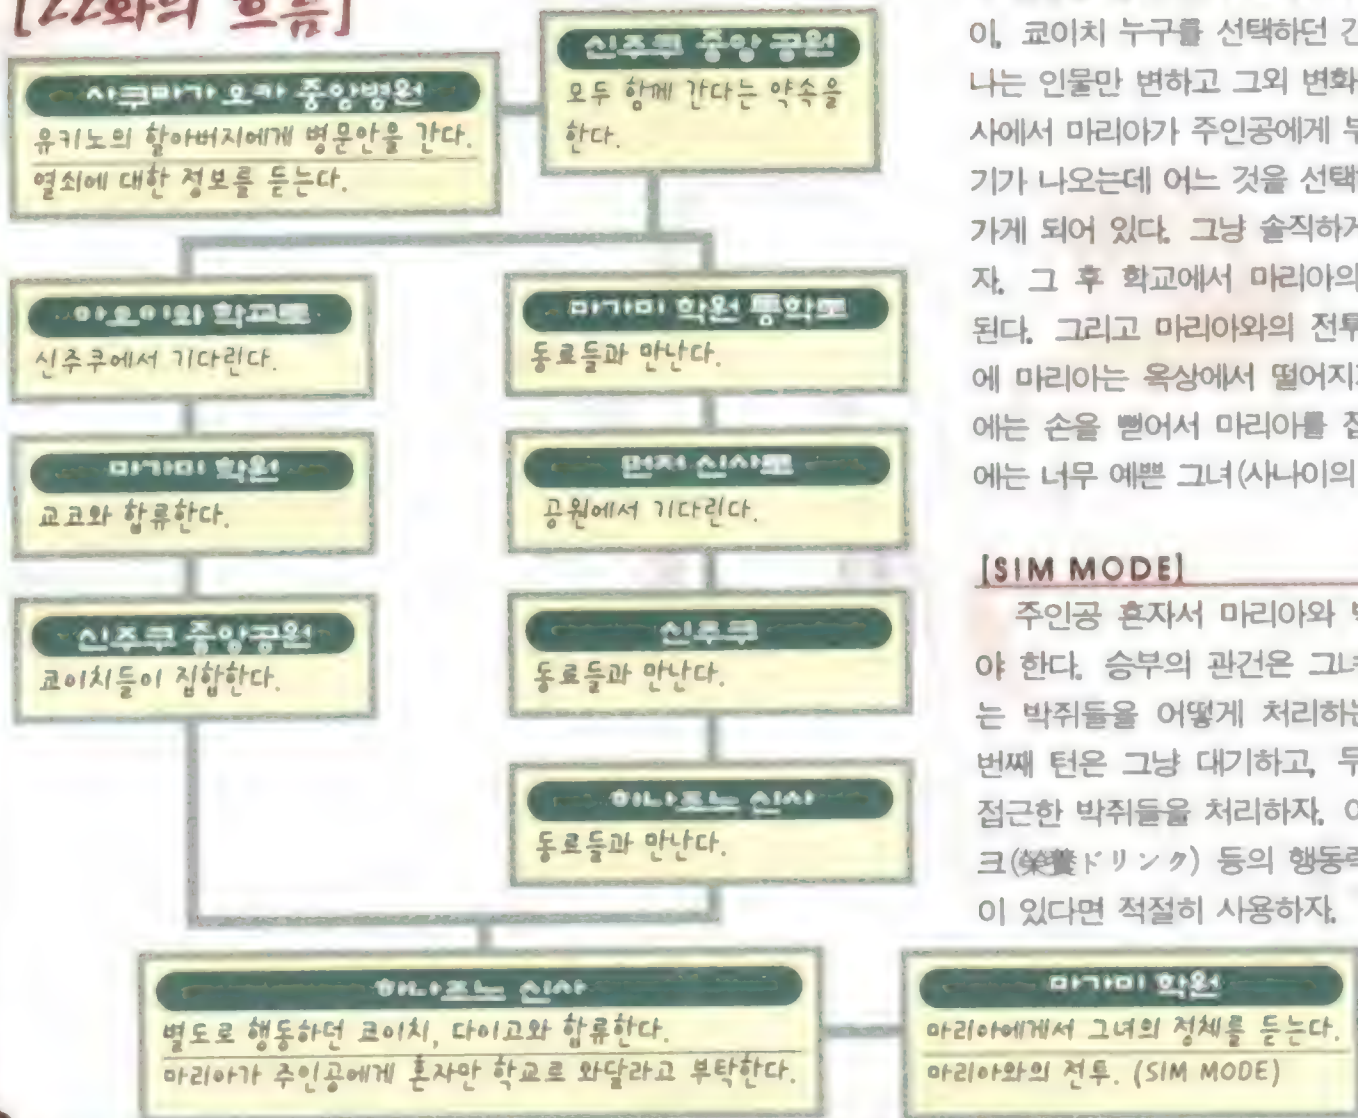 [22화의 흐름]
사쿠라가 오카 중앙병원
유키노의 할아버지에게 병문안을 간다.
열쇠에 대한 정보를 듣는다.
신주쿠 중앙 공원
모두 함께 간다는 약속을
한다.
아오이와 학교로
신주쿠에서 기다린다.
마가미 학원
교코와 합류한다.
신주쿠 중앙공원
쿄이치들이 집합한다.
마가미 학원 통학로
동료들과 만난다.
먼저 신사로
공원에서 기다린다.
신주쿠
동료들과 만난다.
하나조노 신사
동료들과 만난다.
하나조노 신사
별도로 행동하던 쿄이치, 다이고와 합류한다.
마리아가 주인공에게 혼자만 학교로 와달라고 부탁한다.
마가미 학원
마리아에게서 그녀의 정체를 듣는다.
마리아와의 전투. (SIM MODE)
이, 쿄이치 누구를 선택하던 간
나는 인물만 변하고 그외 변화
사에서 마리아가 주인공에게 부
기가 나오는데 어느 것을 선택
가게 되어 있다. 그냥 솔직하게
자. 그 후 학교에서 마리아의
된다. 그리고 마리아와의 전투
에 마리아는 옥상에서 떨어지
에는 손을 뻗어서 마리아를 잡
에는 너무 예쁜 그녀(사나이의
[SIM MODE]
주인공 혼자서 마리아와 박
야 한다. 승부의 관건은 그녀
는 박쥐들을 어떻게 처리하는
번째 턴은 그냥 대기하고, 두
접근한 박쥐들을 처리하자. 이
크(栄養ドリンク) 등의 행동력
이 있다면 적절히 사용하자.